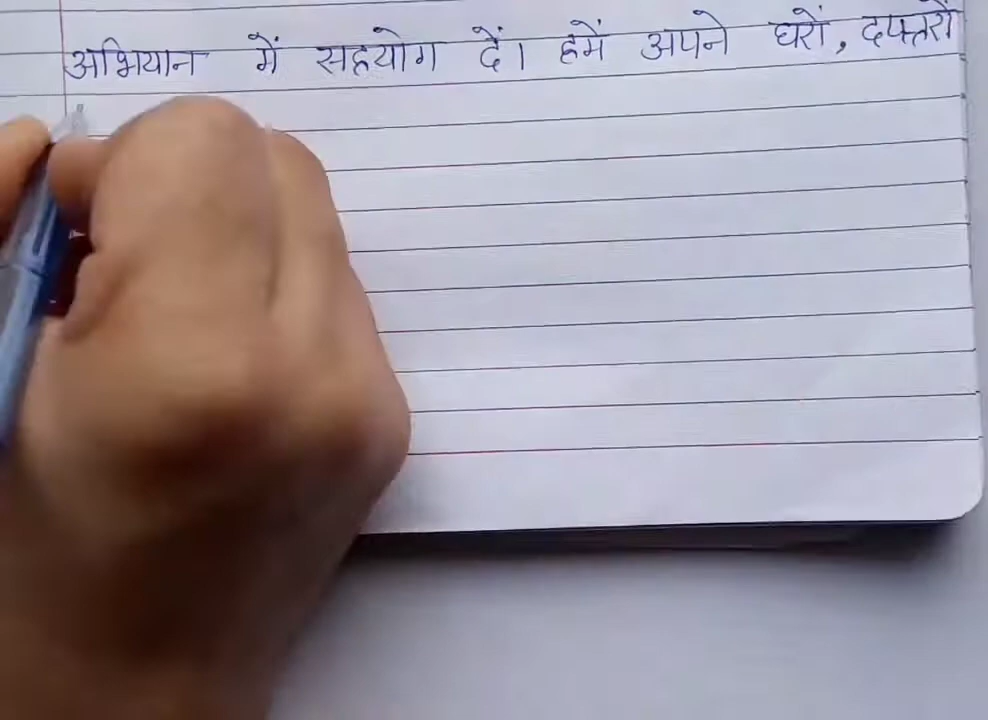 अभियान में सहयोग दें। हमें अपने घरों, दफ्तरों